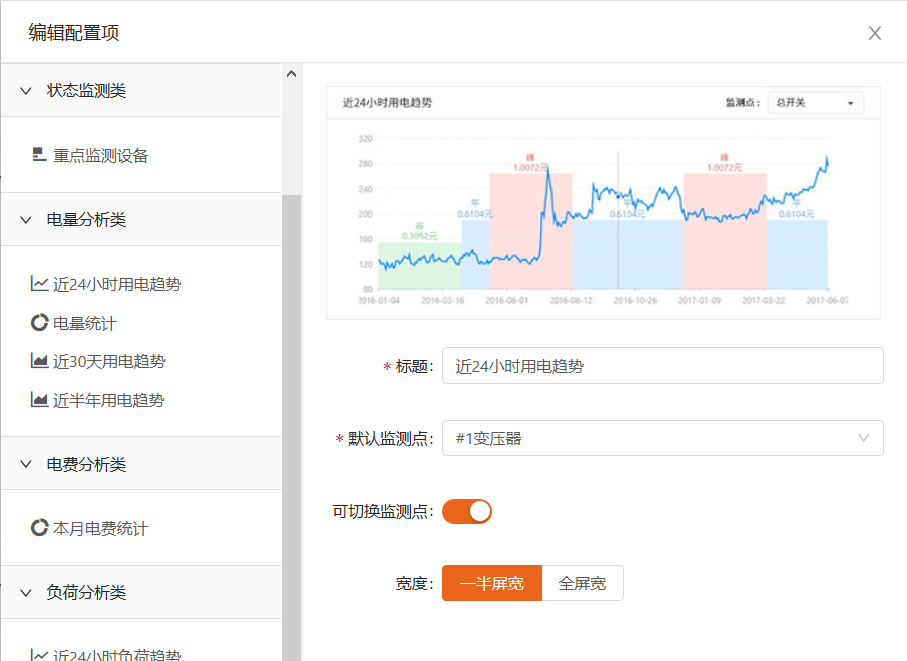 编辑配置项
状态监测类
重点监测设备
电量分析类
近24小时用电趋势
电量统计
近30天用电趋势
近半年用电趋势
电费分析类
本月电费统计
负荷分析类
近24小时负荷趋势
近24小时用电趋势 监测点： 总开关
320
280
240
200
160
120
80
谷
0.3052元
平
0.6104元
峰
1.0072元
平
0.6104元
峰
1.0072元
平
0.6104元
2016-01-04 2016-03-16 2016-06-01 2016-08-12 2016-10-26 2017-01-09 2017-03-22 2017-06-07
* 标题: 近24小时用电趋势
* 默认监测点: #1变压器
可切换监测点:
宽度: 一半屏宽 全屏宽